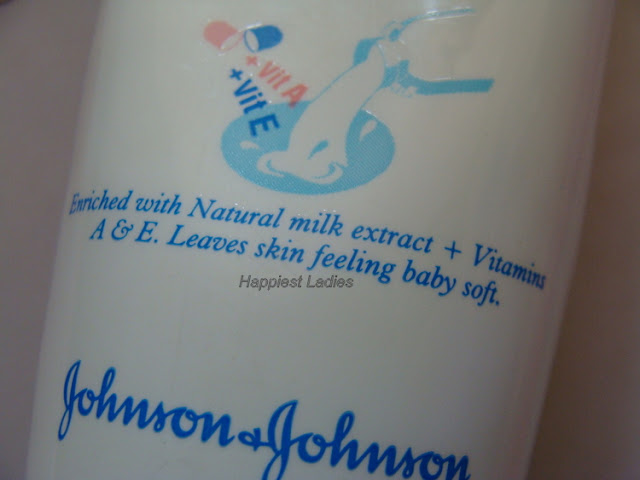 + Vit A
+ Vit E
Enriched with Natural milk extract + Vitamins
A & E. Leaves skin feeling baby soft.
Happiest Ladies
Johnson & Johnson